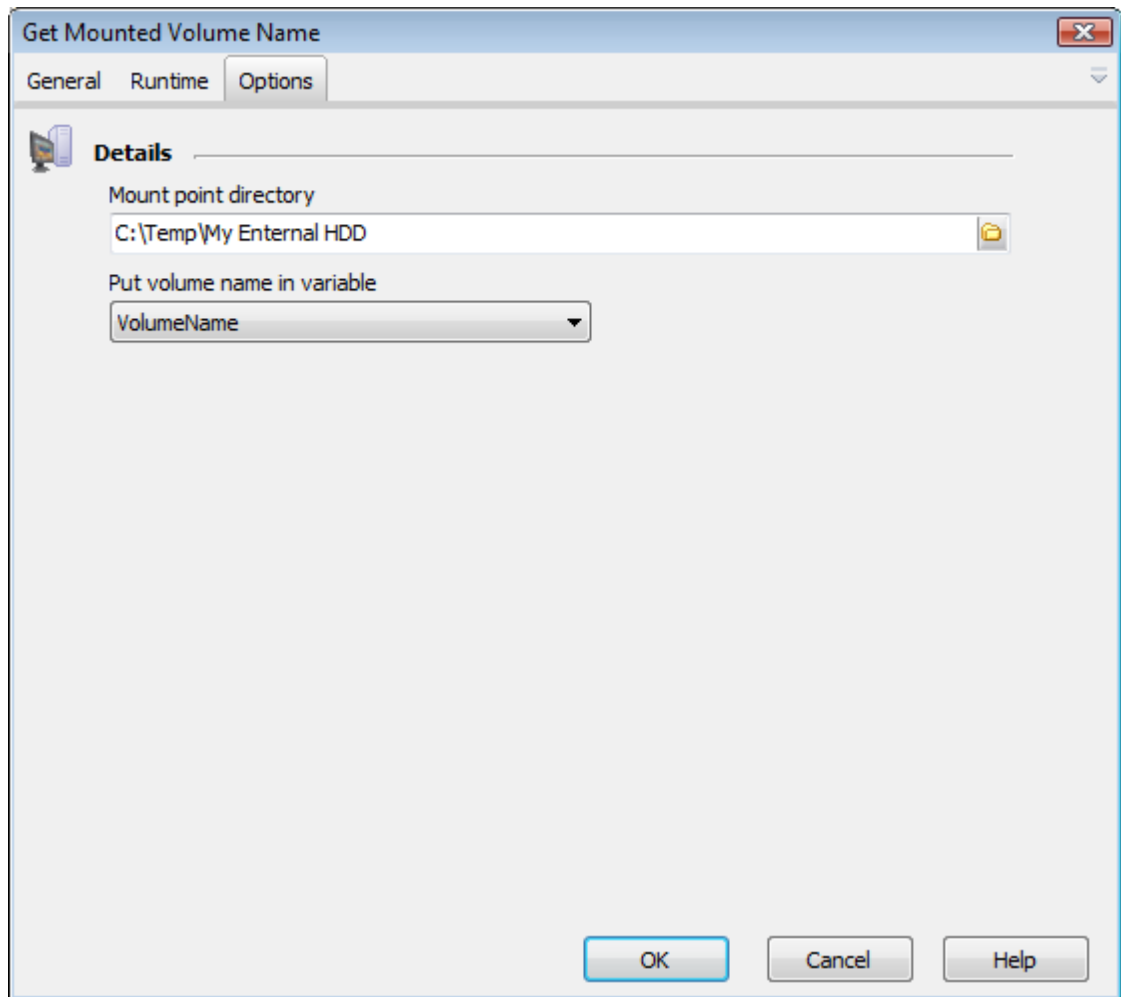 Get Mounted Volume Name
General Runtime Options
Details
Mount point directory
C:\Temp\My Enternal HDD
Put volume name in variable
VolumeName
OK Cancel Help